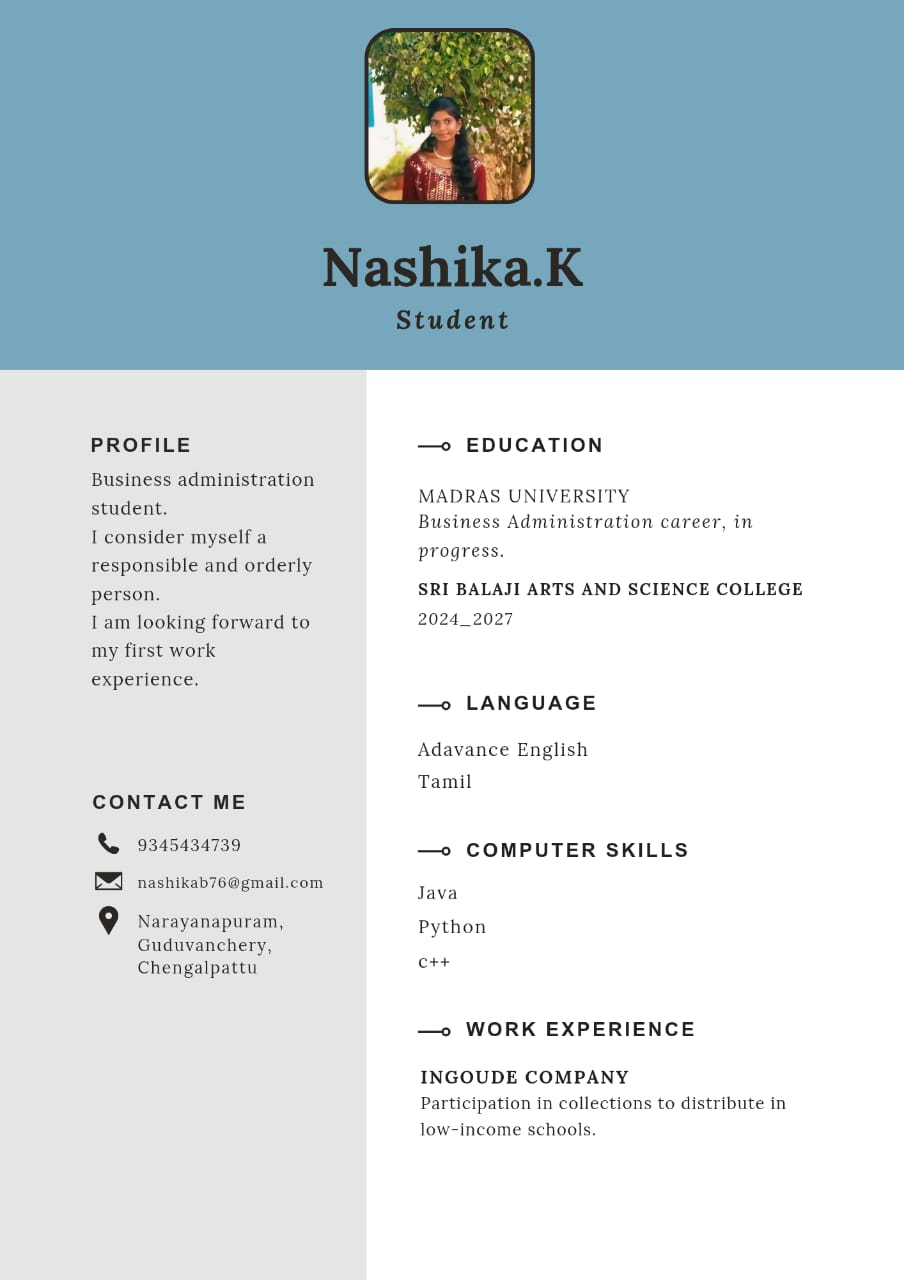 Nashika.K
Student
PROFILE
Business administration
student.
I consider myself a
responsible and orderly
person.
I am looking forward to
my first work
experience.
CONTACT ME
9345434739
nashikab76@gmail.com
Narayanapuram,
Guduvanchery,
Chengalpattu
EDUCATION
MADRAS UNIVERSITY
Business Administration career, in
progress.
SRI BALAJI ARTS AND SCIENCE COLLEGE
2024_2027
LANGUAGE
Adavance English
Tamil
COMPUTER SKILLS
Java
Python
c++
WORK EXPERIENCE
INGOUDE COMPANY
Participation in collections to distribute in
low-income schools.